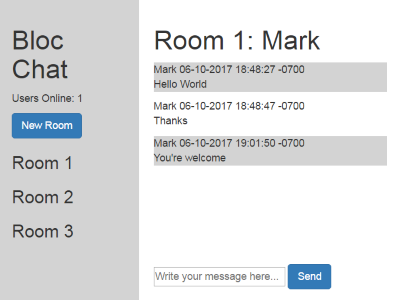 Bloc
Chat
Users Online: 1
New Room
Room 1
Room 2
Room 3
Room 1: Mark
Mark 06-10-2017 18:48:27 -0700
Hello World
Mark 06-10-2017 18:48:47 -0700
Thanks
Mark 06-10-2017 19:01:50 -0700
You're welcome
Write your message here...
Send